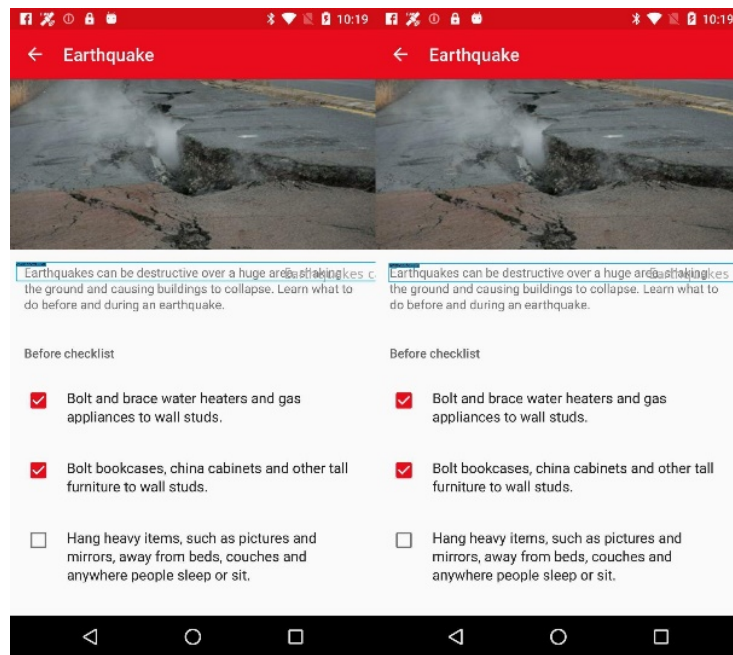 10:19
Earthquake
Earthquakes can be destructive over a huge area, shaking
the ground and causing buildings to collapse. Learn what to
do before and during an earthquake.
Before checklist
Bolt and brace water heaters and gas
appliances to wall studs.
Bolt bookcases, china cabinets and other tall
furniture to wall studs.
Hang heavy items, such as pictures and
mirrors, away from beds, couches and
anywhere people sleep or sit.
10:19
Earthquake
Earthquakes can be destructive over a huge area, shaking
the ground and causing buildings to collapse. Learn what to
do before and during an earthquake.
Before checklist
Bolt and brace water heaters and gas
appliances to wall studs.
Bolt bookcases, china cabinets and other tall
furniture to wall studs.
Hang heavy items, such as pictures and
mirrors, away from beds, couches and
anywhere people sleep or sit.